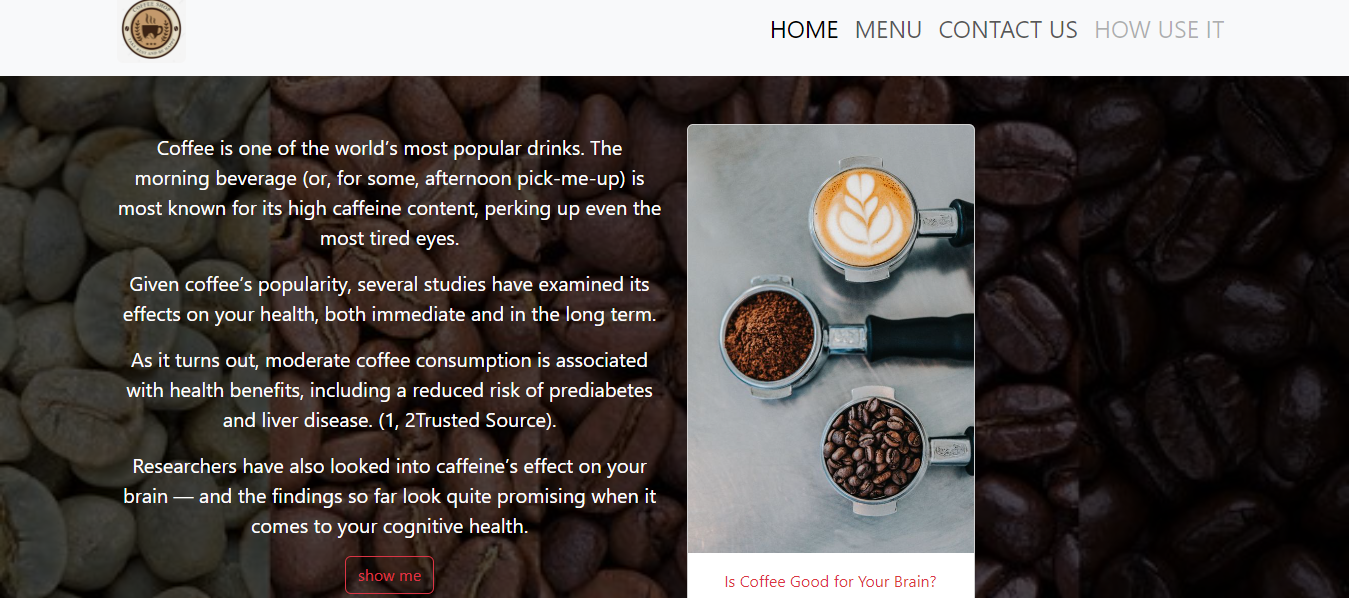 COFFEE SHOP
HOME MENU CONTACT US HOW USE IT
Coffee is one of the world’s most popular drinks. The
morning beverage (or, for some, afternoon pick-me-up) is
most known for its high caffeine content, perking up even the
most tired eyes.
Given coffee’s popularity, several studies have examined its
effects on your health, both immediate and in the long term.
As it turns out, moderate coffee consumption is associated
with health benefits, including a reduced risk of prediabetes
and liver disease. (1, 2Trusted Source).
Researchers have also looked into caffeine’s effect on your
brain — and the findings so far look quite promising when it
comes to your cognitive health.
show me
Is Coffee Good for Your Brain?